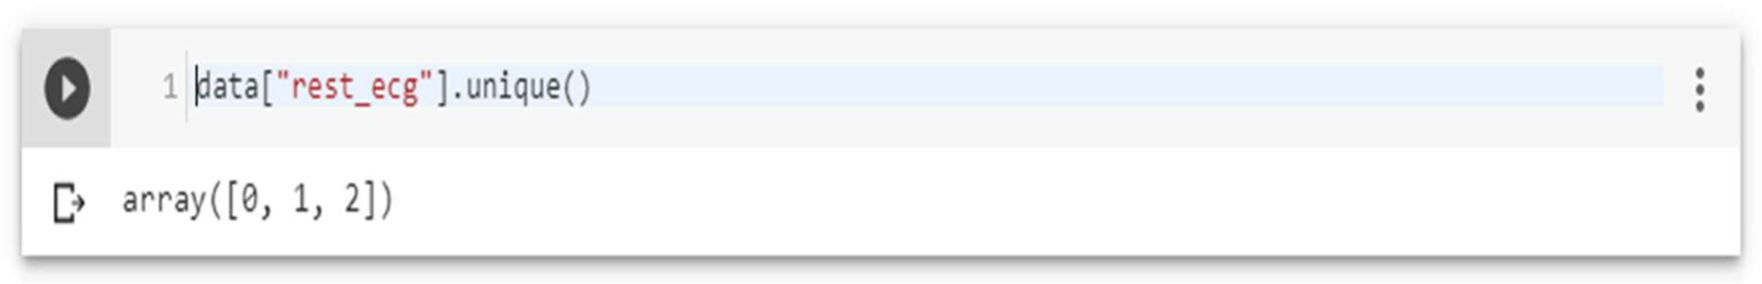 1 data["rest_ecg"].unique()
array([0, 1, 2])